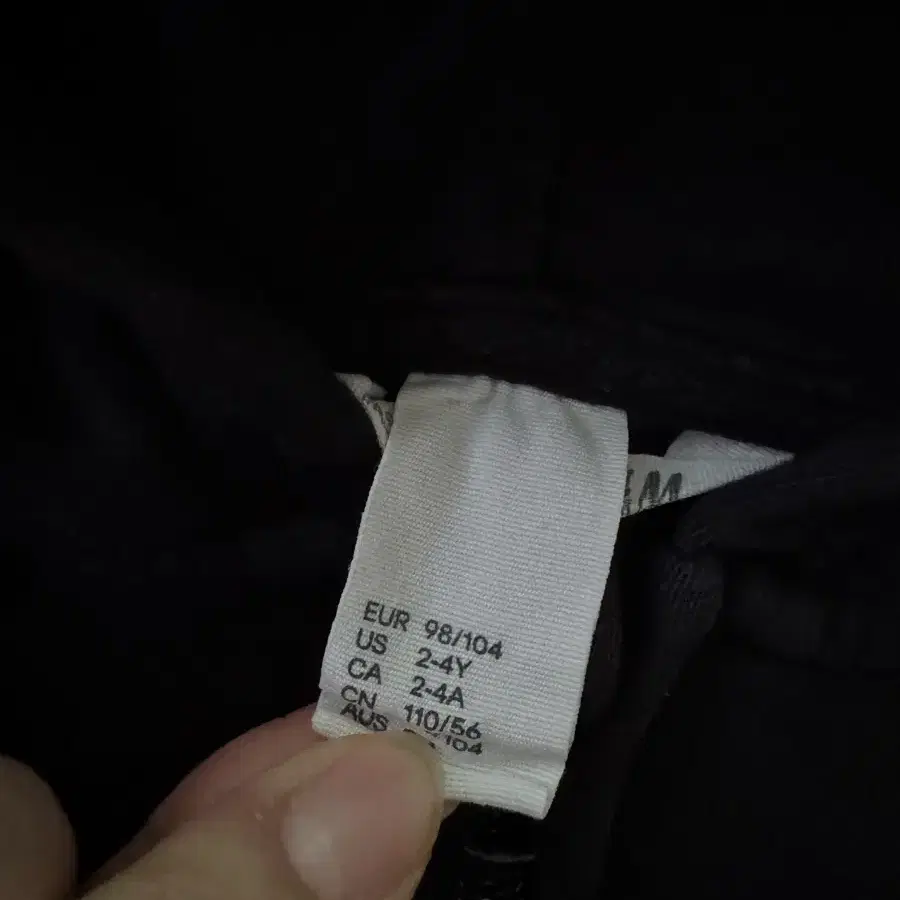 EUR 98/104
US 2-4Y
CA 2-4A
CN 110/56
AUS